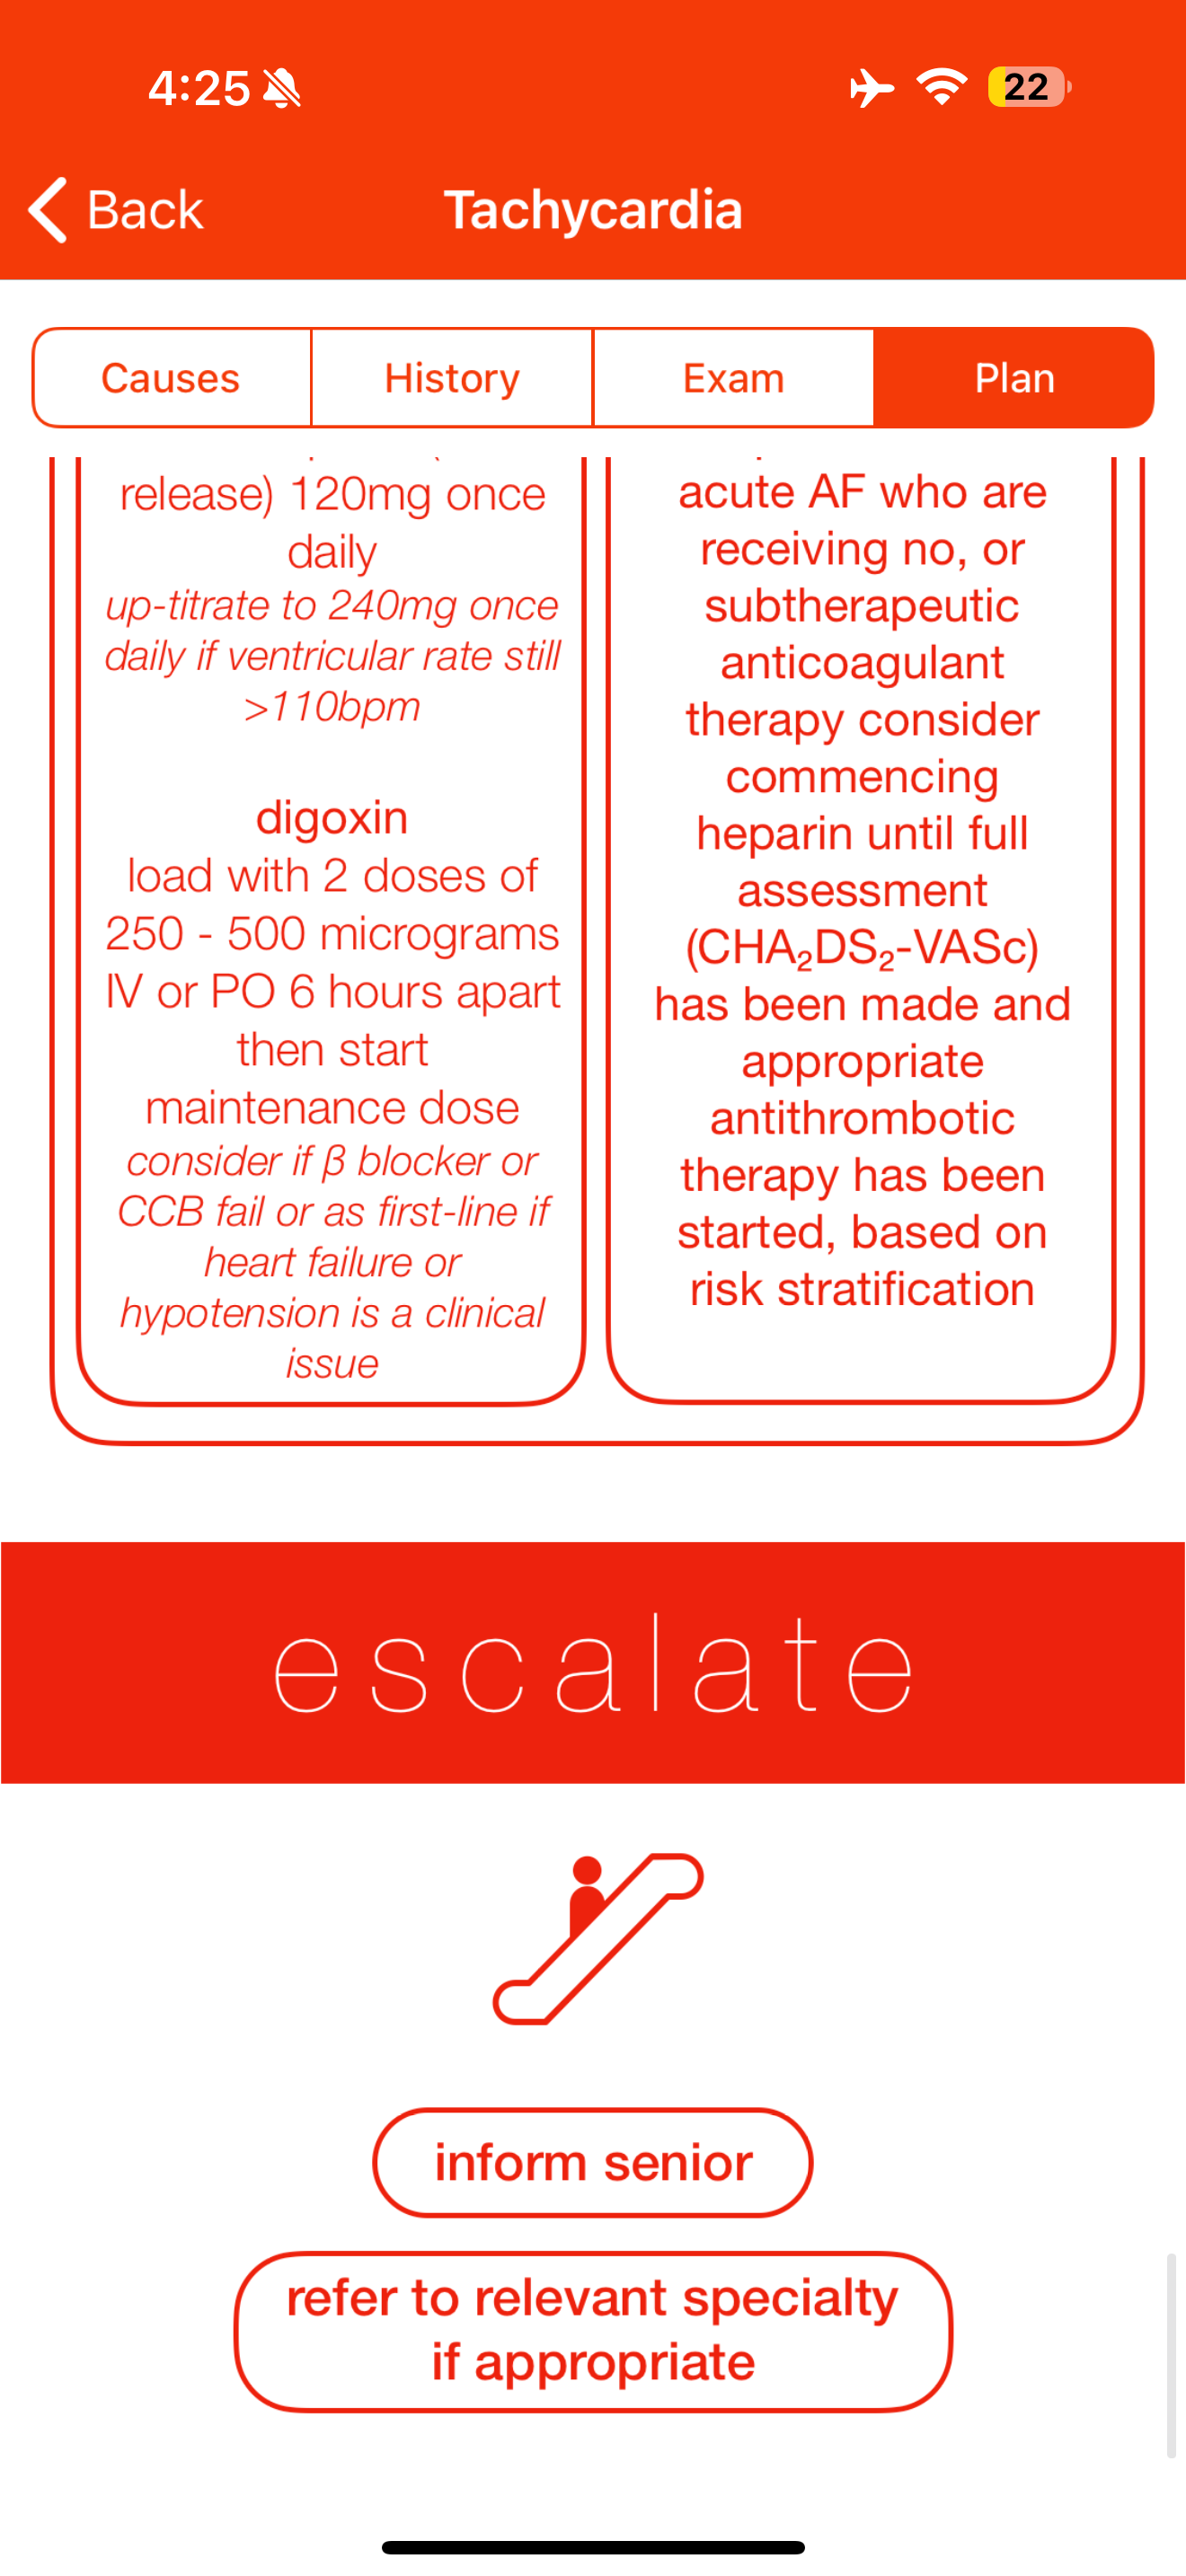 4:25
22
Back
Tachycardia
Causes
History
Exam
Plan
release) 120mg once
daily
up-titrate to 240mg once
daily if ventricular rate still
>110bpm
digoxin
load with 2 doses of
250 - 500 micrograms
IV or PO 6 hours apart
then start
maintenance dose
consider if β blocker or
CCB fail or as first-line if
heart failure or
hypotension is a clinical
issue
acute AF who are
receiving no, or
subtherapeutic
anticoagulant
therapy consider
commencing
heparin until full
assessment
(CHA₂DS₂-VASc)
has been made and
appropriate
antithrombotic
therapy has been
started, based on
risk stratification
escalate
inform senior
refer to relevant specialty
if appropriate